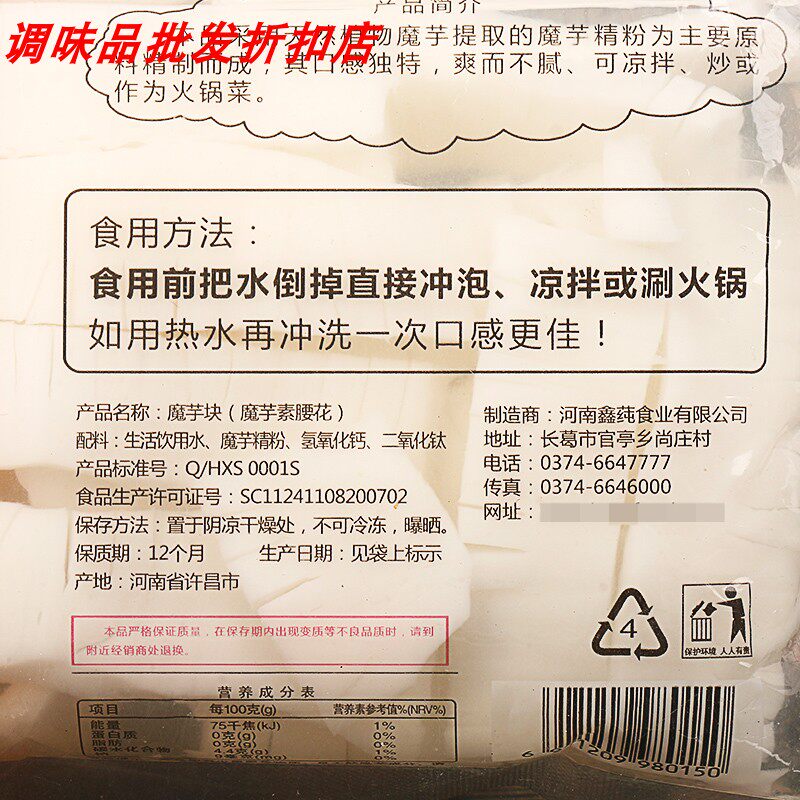 产品简介
调味品批发折扣店
植物魔芋提取的魔芋精粉为主要原
料精制而成，其口感独特，爽而不腻、可凉拌、炒或
作为火锅菜。
食用方法：
食用前把水倒掉直接冲泡、凉拌或涮火锅
如用热水再冲洗一次口感更佳！
产品名称：魔芋块（魔芋素腰花）
配料：生活饮用水、魔芋精粉、氢氧化钙、二氧化钛
产品标准号：Q/HXS 0001S
食品生产许可证号：SC11241108200702
保存方法：置于阴凉干燥处，不可冷冻，曝晒。
保质期：12个月 生产日期：见袋上标示
产地：河南省许昌市
制造商：河南鑫莼食业有限公司
地址：长葛市官亭乡尚庄村
电话：0374-6647777
传真：0374-6646000
网址：
本品严格保证质量，在保存期内出现变质等不良品质时，请到
附近经销商处退换。
4
保护环境 人人有责
营养成分表
项目 每100克(g) 营养素参考值%(NRV%)
能量 75千焦(kJ) 1%
蛋白质 0克(g) 0%
脂肪 0克(g) 0%
碳水化合物 4.4克(g) 1%
0%
1209 980150